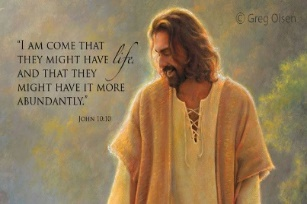 © Greg Olsen
"I AM COME THAT
THEY MIGHT HAVE life,
AND THAT THEY
MIGHT HAVE IT MORE
ABUNDANTLY."
JOHN 10:10